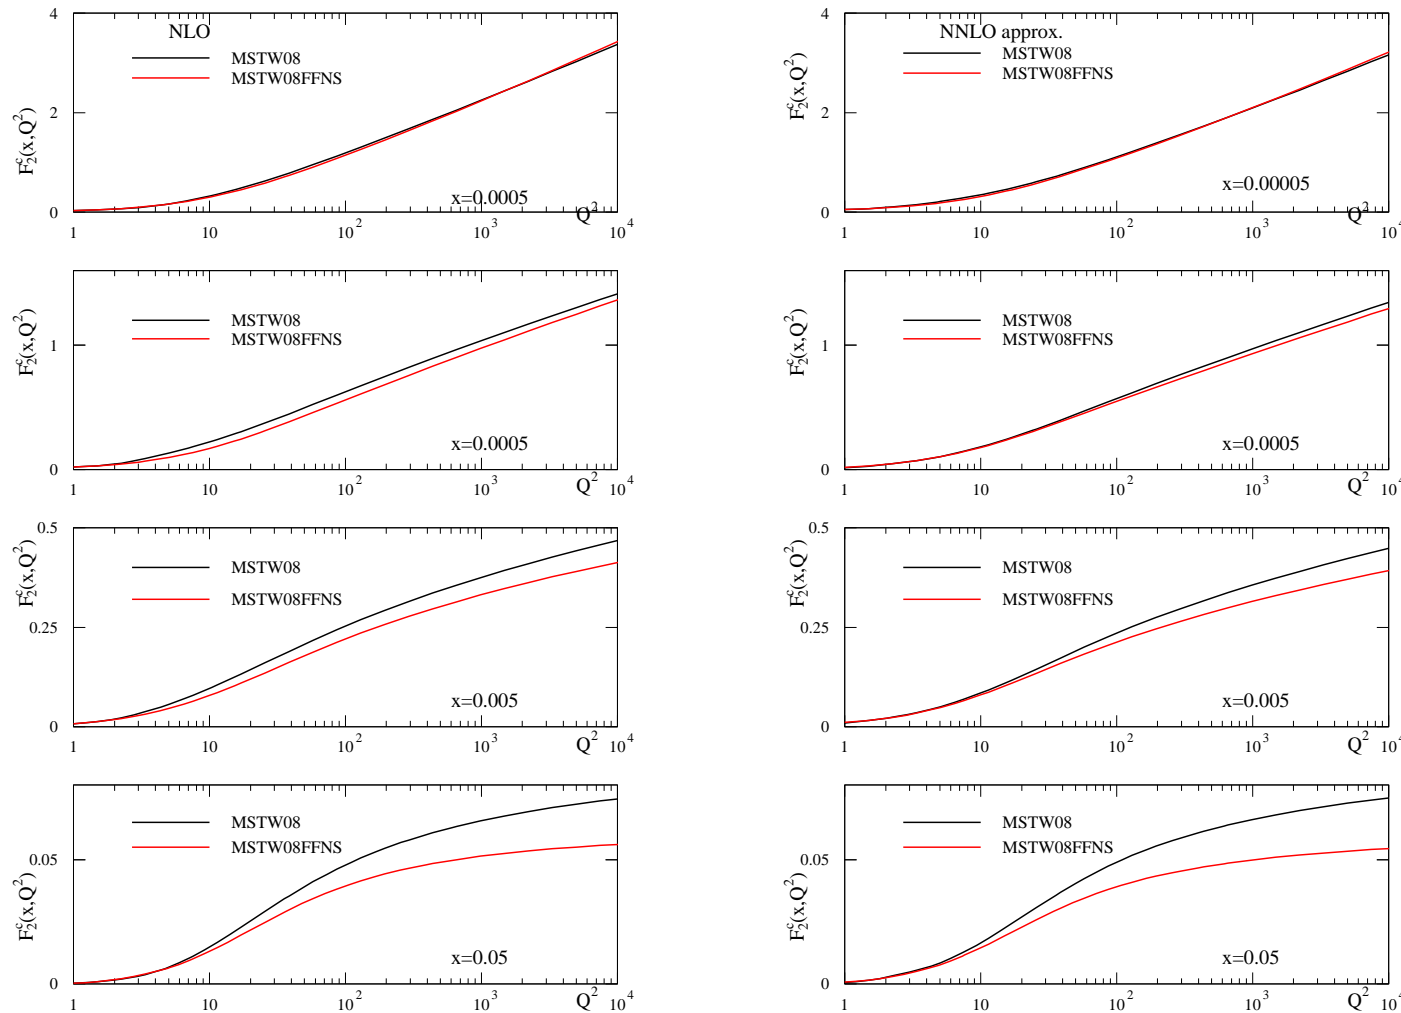 NLO
MSTW08
MSTW08FFNS
x=0.0005
F₂ᶜ(x,Q²)
Q²
0
2
4
1
10
10²
10³
10⁴
NNLO approx.
MSTW08
MSTW08FFNS
x=0.00005
F₂ᶜ(x,Q²)
Q²
0
2
4
1
10
10²
10³
10⁴
MSTW08
MSTW08FFNS
x=0.0005
F₂ᶜ(x,Q²)
Q²
0
1
1
10
10²
10³
10⁴
MSTW08
MSTW08FFNS
x=0.0005
F₂ᶜ(x,Q²)
Q²
0
1
1
10
10²
10³
10⁴
MSTW08
MSTW08FFNS
x=0.005
F₂ᶜ(x,Q²)
Q²
0
0.25
0.5
1
10
10²
10³
10⁴
MSTW08
MSTW08FFNS
x=0.005
F₂ᶜ(x,Q²)
Q²
0
0.25
0.5
1
10
10²
10³
10⁴
MSTW08
MSTW08FFNS
x=0.05
F₂ᶜ(x,Q²)
Q²
0
0.05
1
10
10²
10³
10⁴
MSTW08
MSTW08FFNS
x=0.05
F₂ᶜ(x,Q²)
Q²
0
0.05
1
10
10²
10³
10⁴